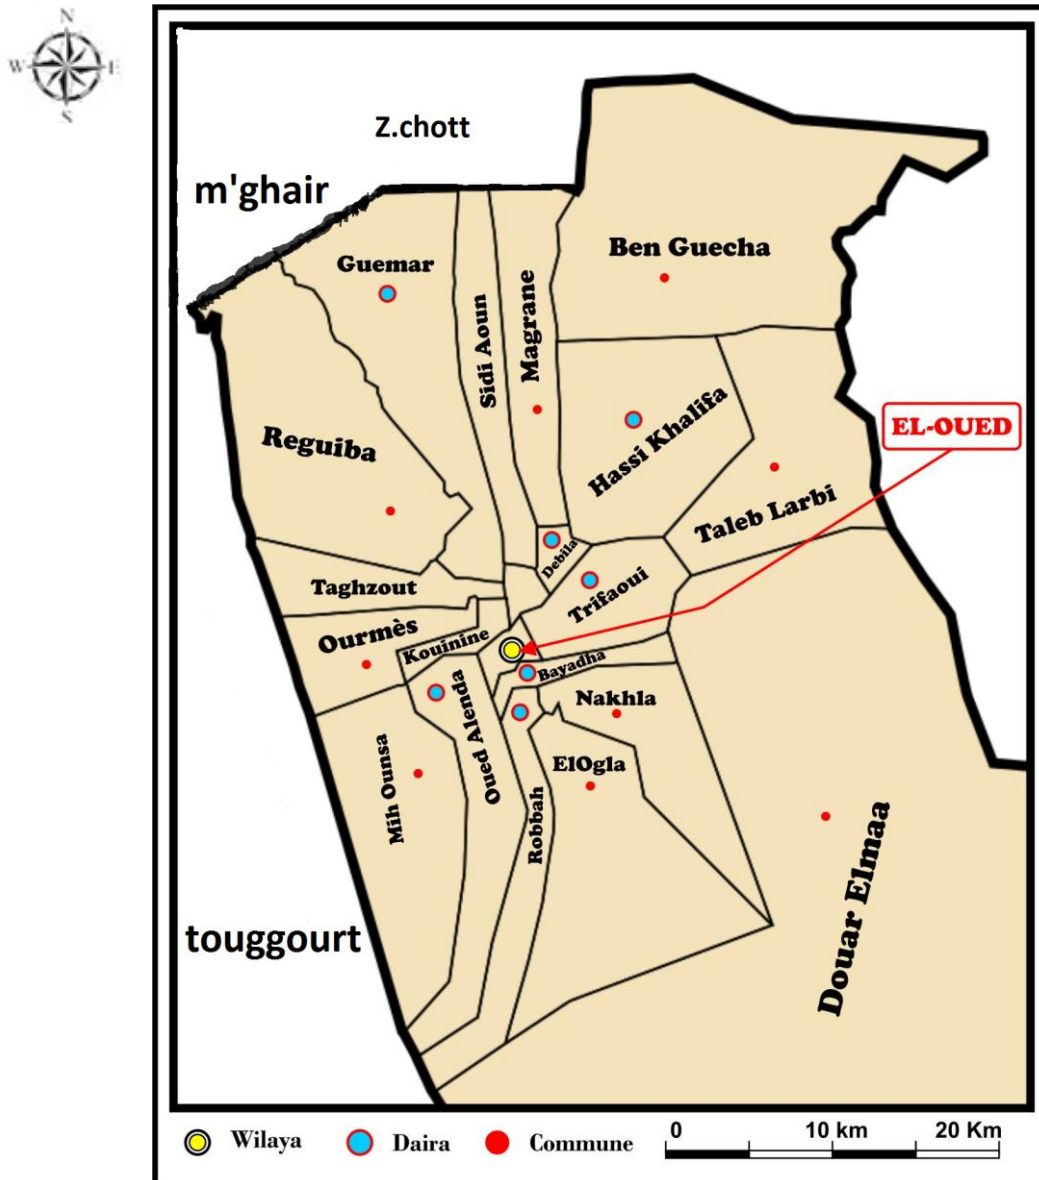 N
W E
S
Z.chott
m'ghair
Guemar
Ben Guecha
Sidi Aoun
Magrane
Reguiba
Hassi Khalifa
EL-OUED
Taleb Larbi
Debila
Taghzout
Trifaoui
Ourmès
Kouinine
Bayadha
Nakhla
Oued Alenda
Mih Ounsa
ElOgla
Robbah
Douar Elmaa
touggourt
Wilaya
Daira
Commune
0 10 Km 20 Km